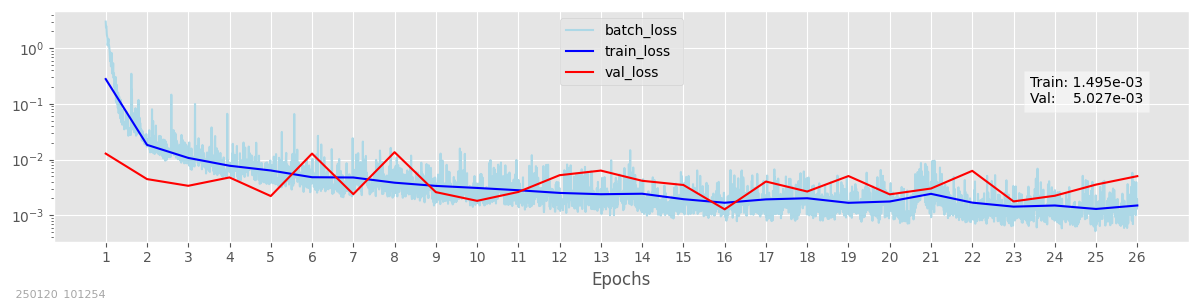 batch_loss
train_loss
val_loss
Train: 1.495e-03
Val: 5.027e-03
10⁰
10⁻¹
10⁻²
10⁻³
1 2 3 4 5 6 7 8 9 10 11 12 13 14 15 16 17 18 19 20 21 22 23 24 25 26
Epochs
250120_101254